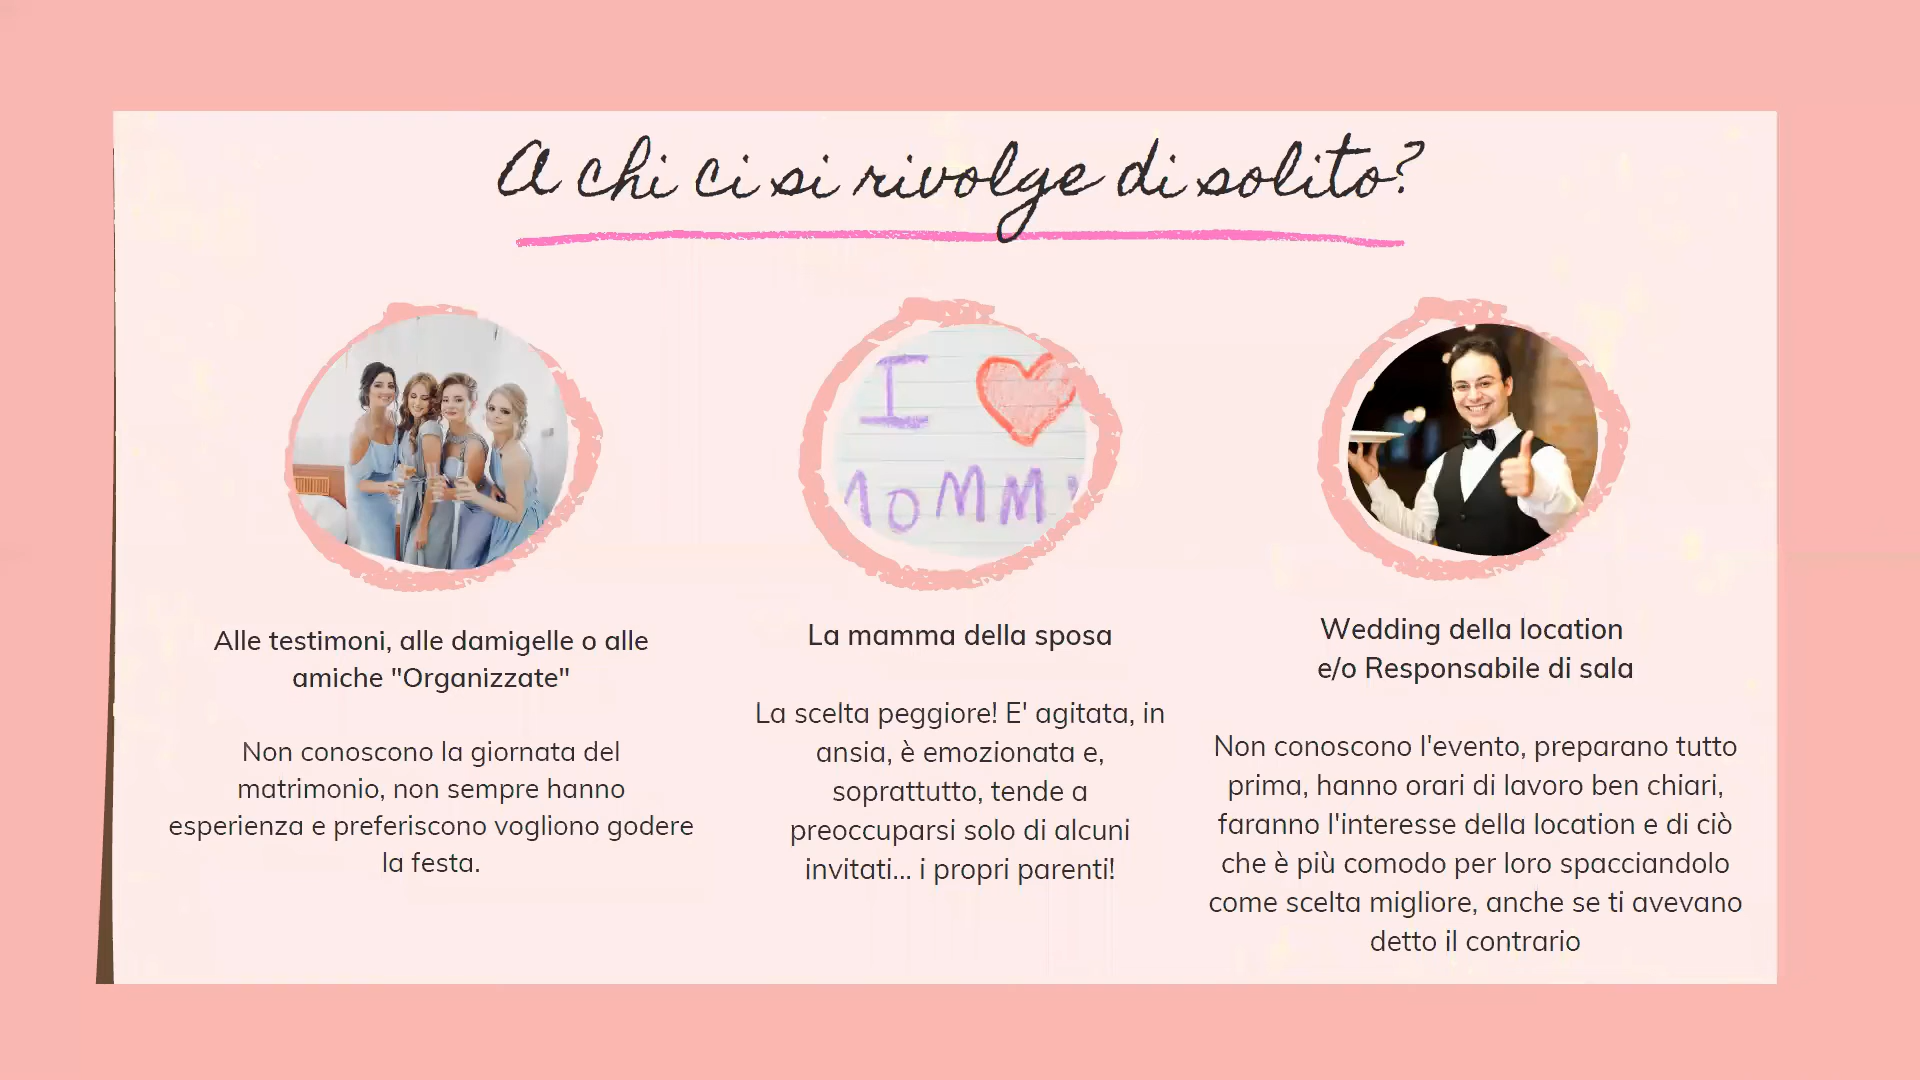 A chi ci si rivolge di solito?
I
MOMM
Alle testimoni, alle damigelle o alle
amiche "Organizzate"
Non conoscono la giornata del
matrimonio, non sempre hanno
esperienza e preferiscono vogliono godere
la festa.
La mamma della sposa
La scelta peggiore! E' agitata, in
ansia, è emozionata e,
soprattutto, tende a
preoccuparsi solo di alcuni
invitati... i propri parenti!
Wedding della location
e/o Responsabile di sala
Non conoscono l'evento, preparano tutto
prima, hanno orari di lavoro ben chiari,
faranno l'interesse della location e di ciò
che è più comodo per loro spacciandolo
come scelta migliore, anche se ti avevano
detto il contrario